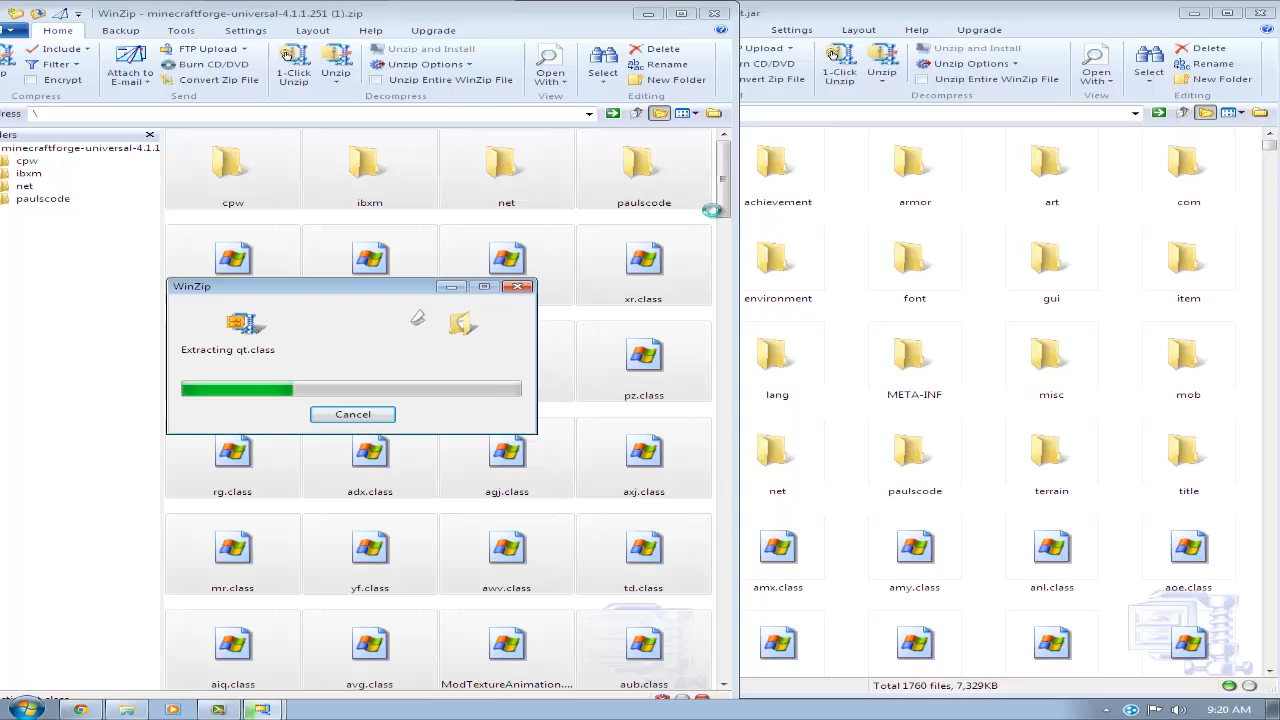 WinZip - minecraftforge-universal-4.1.1.251 (1).zip
Home Backup Tools Settings Layout Help Upgrade
Include
Filter
Encrypt
Compress
Attach to
E-mail
FTP Upload
Burn CD/DVD
Convert Zip File
Send
1-Click
Unzip
Unzip
Unzip and Install
Unzip Options
Unzip Entire WinZip File
Decompress
Open
With
View
Select
Delete
Rename
New Folder
Editing
ress \
ers
minecraftforge-universal-4.1.1
cpw
ibxm
net
paulscode
cpw ibxm net paulscode
xr.class
pz.class
rg.class adx.class agj.class axj.class
mr.class yf.class awv.class td.class
aiq.class avg.class ModTextureAnimation.... aub.class
WinZip
Extracting qt.class
Cancel
t.jar
Settings Layout Help Upgrade
Upload
rn CD/DVD
nvert Zip File
1-Click
Unzip
Unzip
Unzip and Install
Unzip Options
Unzip Entire WinZip File
Decompress
Open
With
View
Select
Delete
Rename
New Folder
Editing
achievement armor art com
environment font gui item
lang META-INF misc mob
net paulscode terrain title
amx.class amy.class anl.class aoe.class
Total 1760 files, 7,329KB
9:20 AM